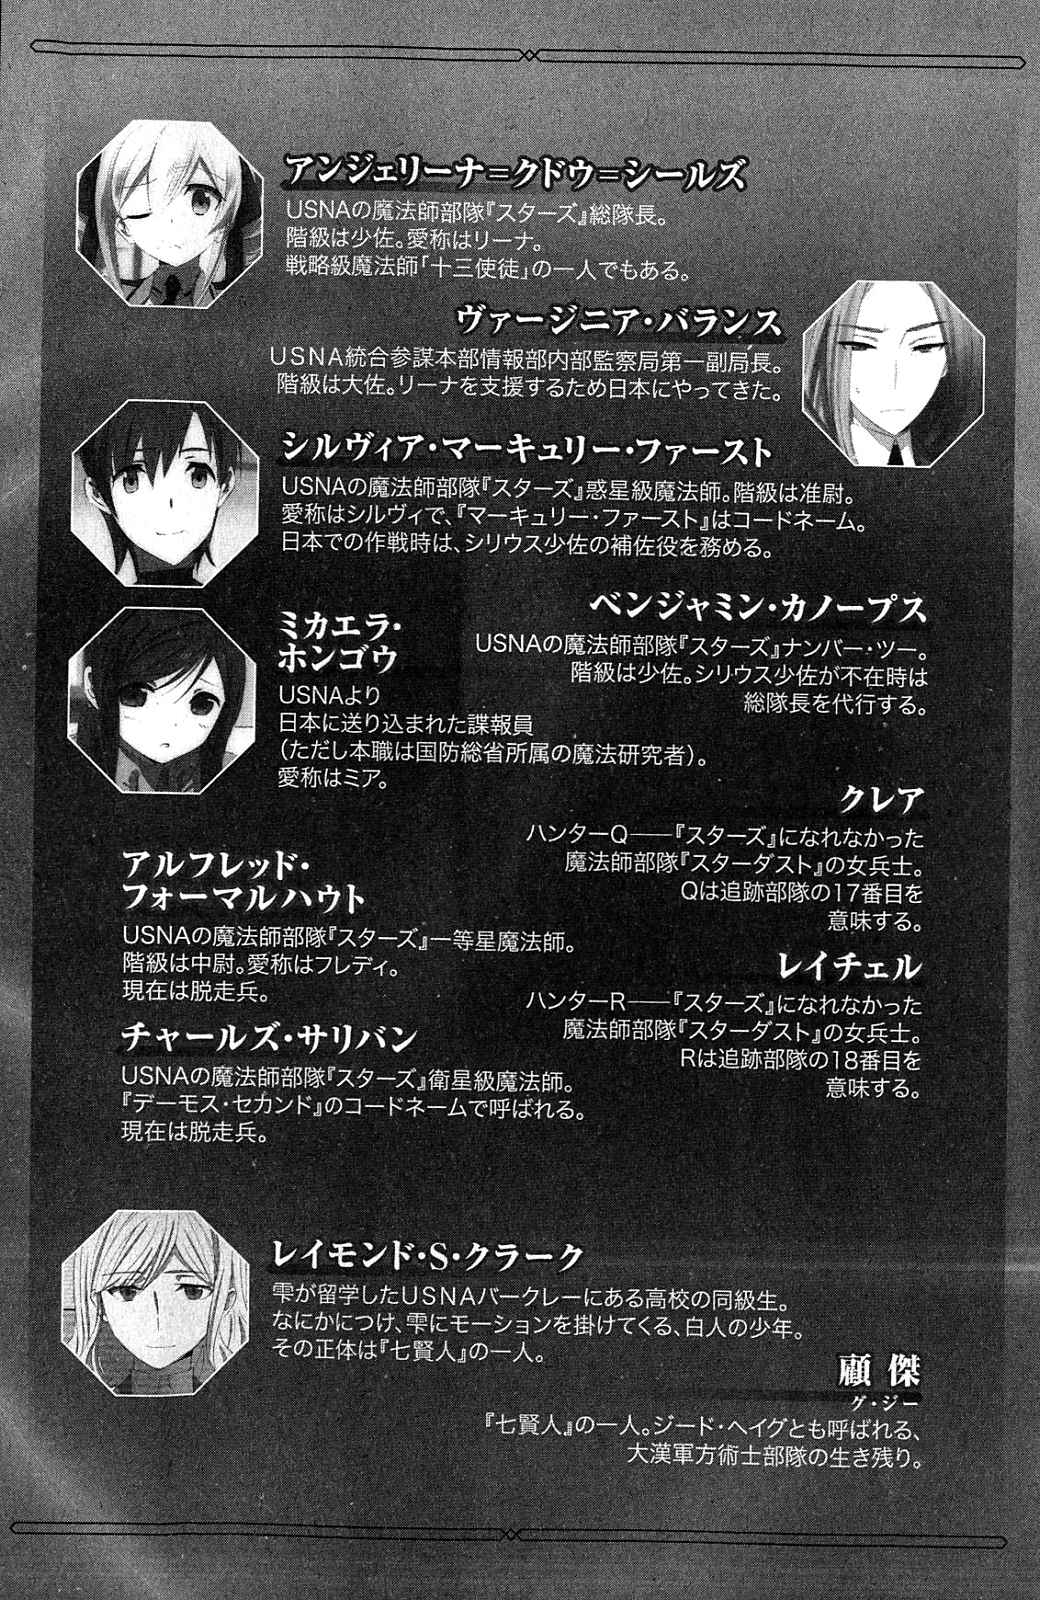 アンジェリーナ=クドウ=シールズ
USNAの魔法師部隊『スターズ』総隊長。
階級は少佐。愛称はリーナ。
戦略級魔法師「十三使徒」の一人でもある。
ヴァージニア・バランス
USNA統合参謀本部情報部内部監察局第一副局長。
階級は大佐。リーナを支援するため日本にやってきた。
シルヴィア・マーキュリー・ファースト
USNAの魔法師部隊『スターズ』惑星級魔法師。階級は准尉。
愛称はシルヴィで、『マーキュリー・ファースト』はコードネーム。
日本での作戦時は、シリウス少佐の補佐役を務める。
ベンジャミン・カノープス
USNAの魔法師部隊『スターズ』ナンバー・ツー。
階級は少佐。シリウス少佐が不在時は
総隊長を代行する。
ミカエラ・
ホンゴウ
USNAより
日本に送り込まれた諜報員
（ただし本職は国防総省所属の魔法研究者）。
愛称はミア。
クレア
ハンターQ――『スターズ』になれなかった
魔法師部隊『スターダスト』の女兵士。
Qは追跡部隊の17番目を
意味する。
アルフレッド・
フォーマルハウト
USNAの魔法師部隊『スターズ』一等星魔法師。
階級は中尉。愛称はフレディ。
現在は脱走兵。
レイチェル
ハンターR――『スターズ』になれなかった
魔法師部隊『スターダスト』の女兵士。
Rは追跡部隊の18番目を
意味する。
チャールズ・サリバン
USNAの魔法師部隊『スターズ』衛星級魔法師。
『デーモス・セカンド』のコードネームで呼ばれる。
現在は脱走兵。
レイモンド・S・クラーク
雫が留学したUSNAバークレーにある高校の同級生。
なにかにつけ、雫にモーションを掛けてくる、白人の少年。
その正体は『七賢人』の一人。
顧 傑
グ・ジー
『七賢人』の一人。ジード・ヘイグとも呼ばれる、
大漢軍方術士部隊の生き残り。